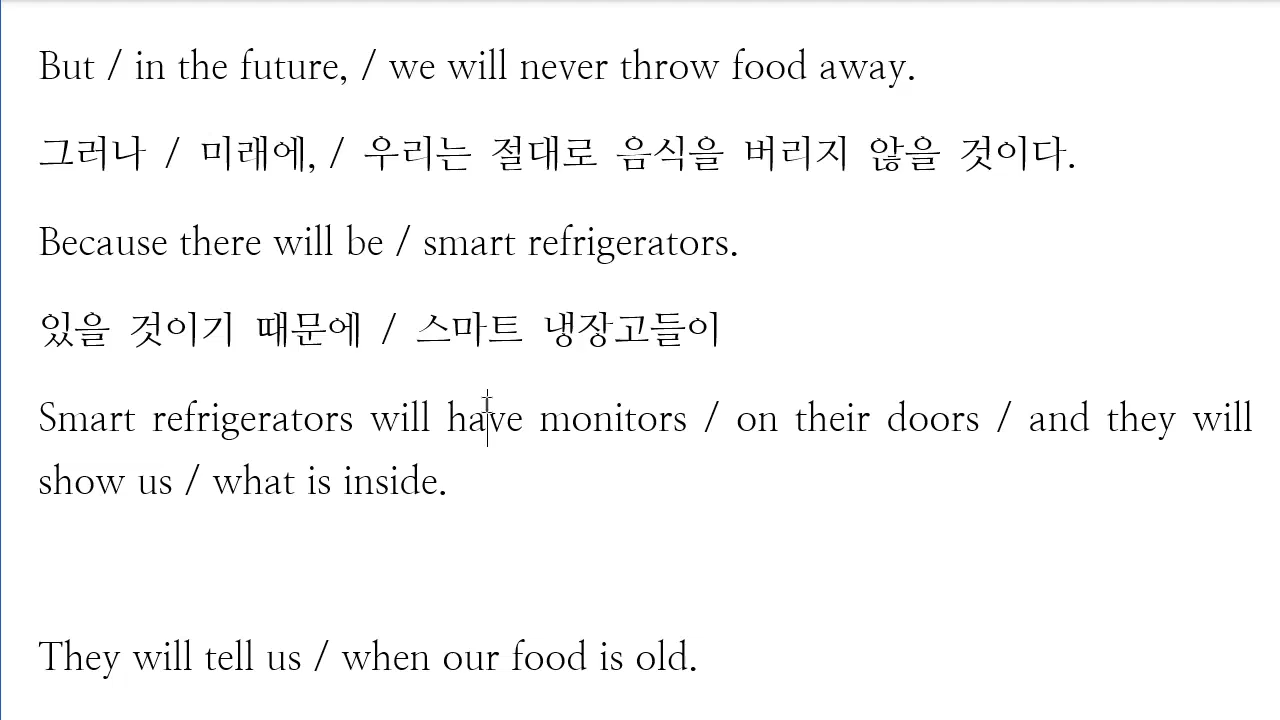 But / in the future, / we will never throw food away.
그러나 / 미래에, / 우리는 절대로 음식을 버리지 않을 것이다.
Because there will be / smart refrigerators.
있을 것이기 때문에 / 스마트 냉장고들이
Smart refrigerators will have monitors / on their doors / and they will
show us / what is inside.
They will tell us / when our food is old.